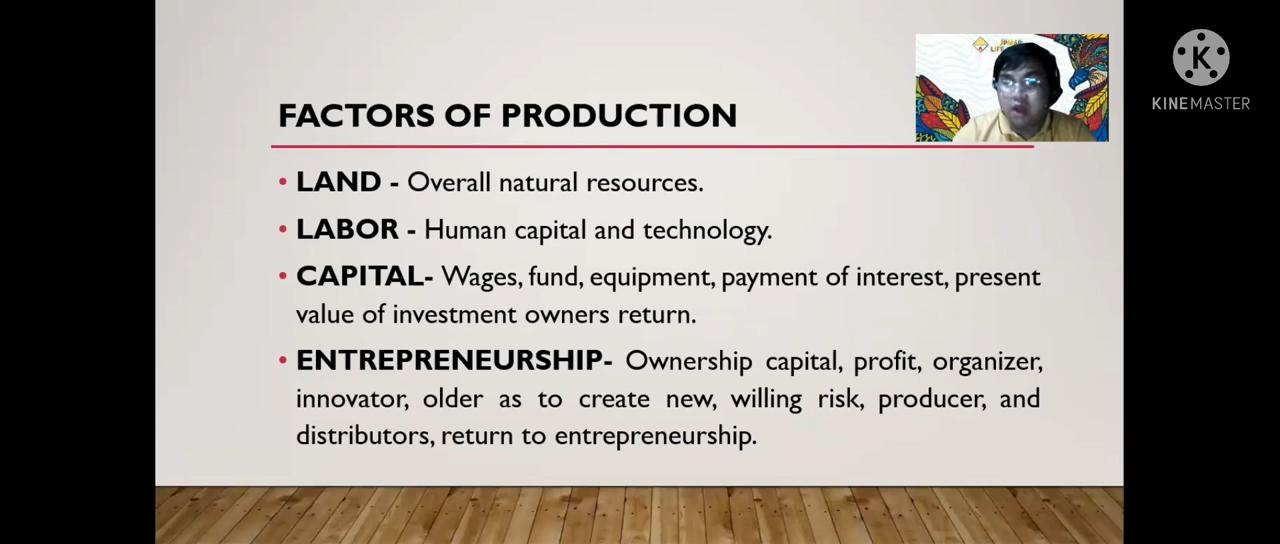 FACTORS OF PRODUCTION
• LAND - Overall natural resources.
• LABOR - Human capital and technology.
• CAPITAL- Wages, fund, equipment, payment of interest, present
value of investment owners return.
• ENTREPRENEURSHIP- Ownership capital, profit, organizer,
innovator, older as to create new, willing risk, producer, and
distributors, return to entrepreneurship.
K
KINEMASTER